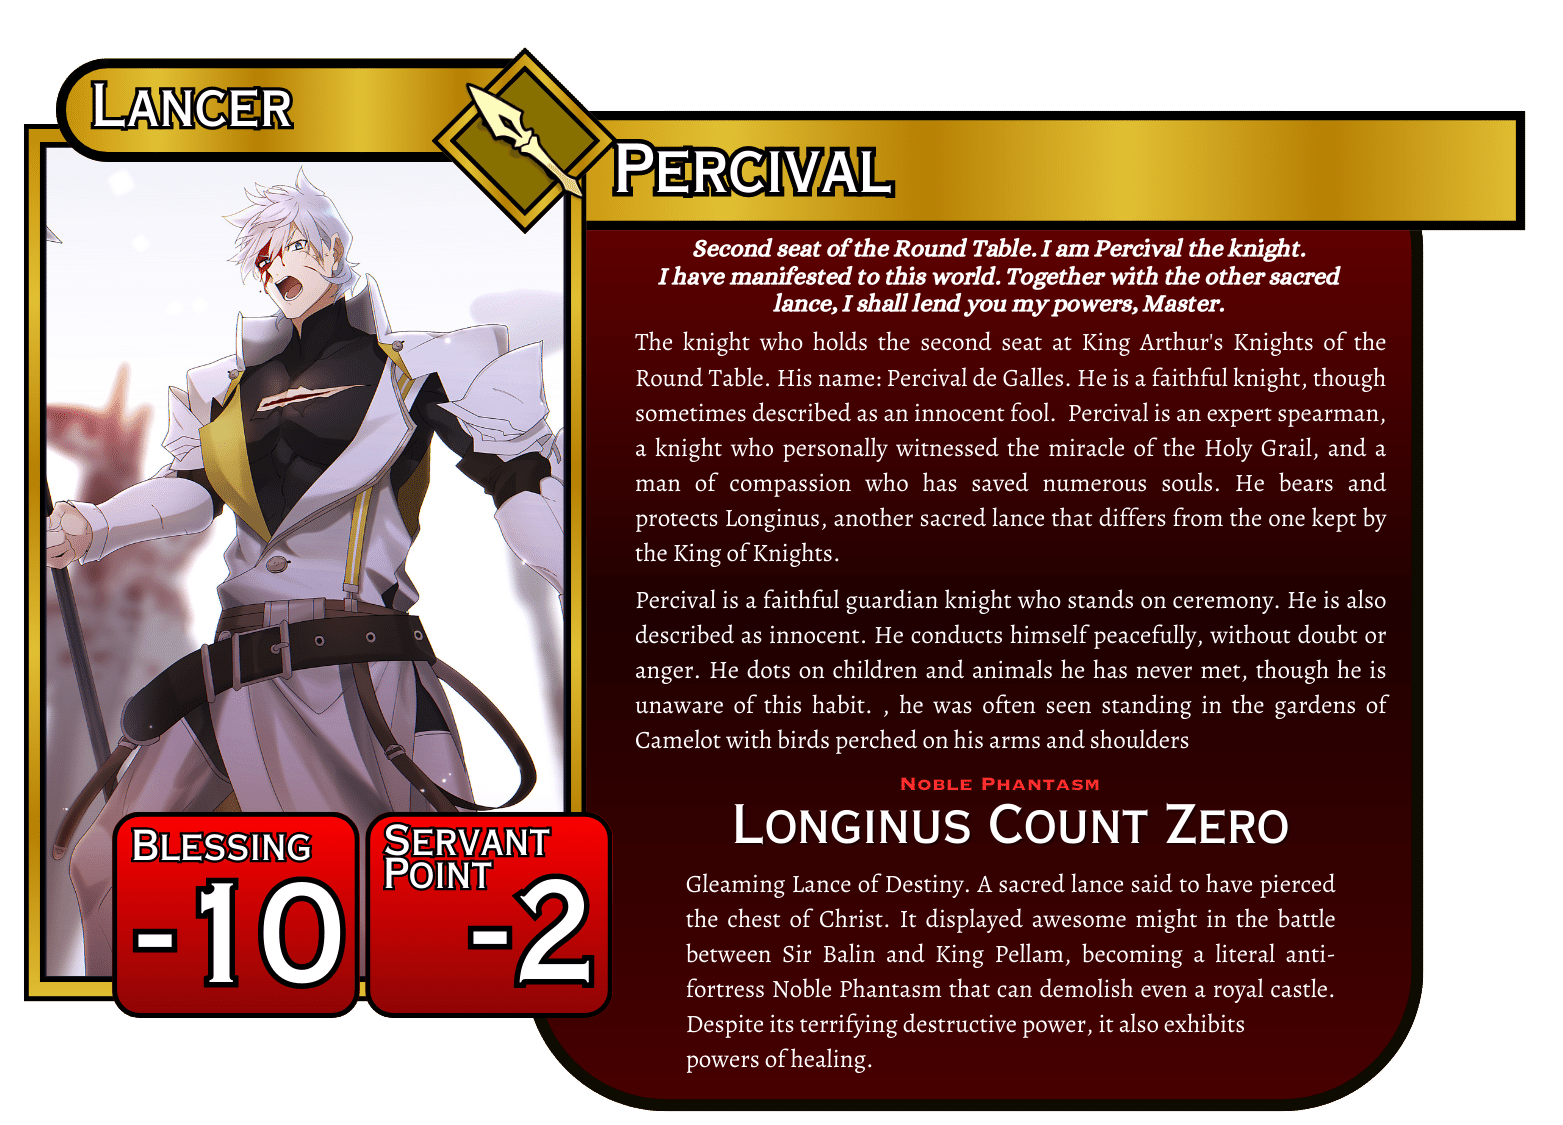 Lancer
Percival
Second seat of the Round Table. I am Percival the knight.
I have manifested to this world. Together with the other sacred
lance, I shall lend you my powers, Master.
The knight who holds the second seat at King Arthur's Knights of the
Round Table. His name: Percival de Galles. He is a faithful knight, though
sometimes described as an innocent fool. Percival is an expert spearman,
a knight who personally witnessed the miracle of the Holy Grail, and a
man of compassion who has saved numerous souls. He bears and
protects Longinus, another sacred lance that differs from the one kept by
the King of Knights.
Percival is a faithful guardian knight who stands on ceremony. He is also
described as innocent. He conducts himself peacefully, without doubt or
anger. He dots on children and animals he has never met, though he is
unaware of this habit. , he was often seen standing in the gardens of
Camelot with birds perched on his arms and shoulders
Noble Phantasm
Longinus Count Zero
Gleaming Lance of Destiny. A sacred lance said to have pierced
the chest of Christ. It displayed awesome might in the battle
between Sir Balin and King Pellam, becoming a literal anti-
fortress Noble Phantasm that can demolish even a royal castle.
Despite its terrifying destructive power, it also exhibits
powers of healing.
Blessing
-10
Servant
Point
-2